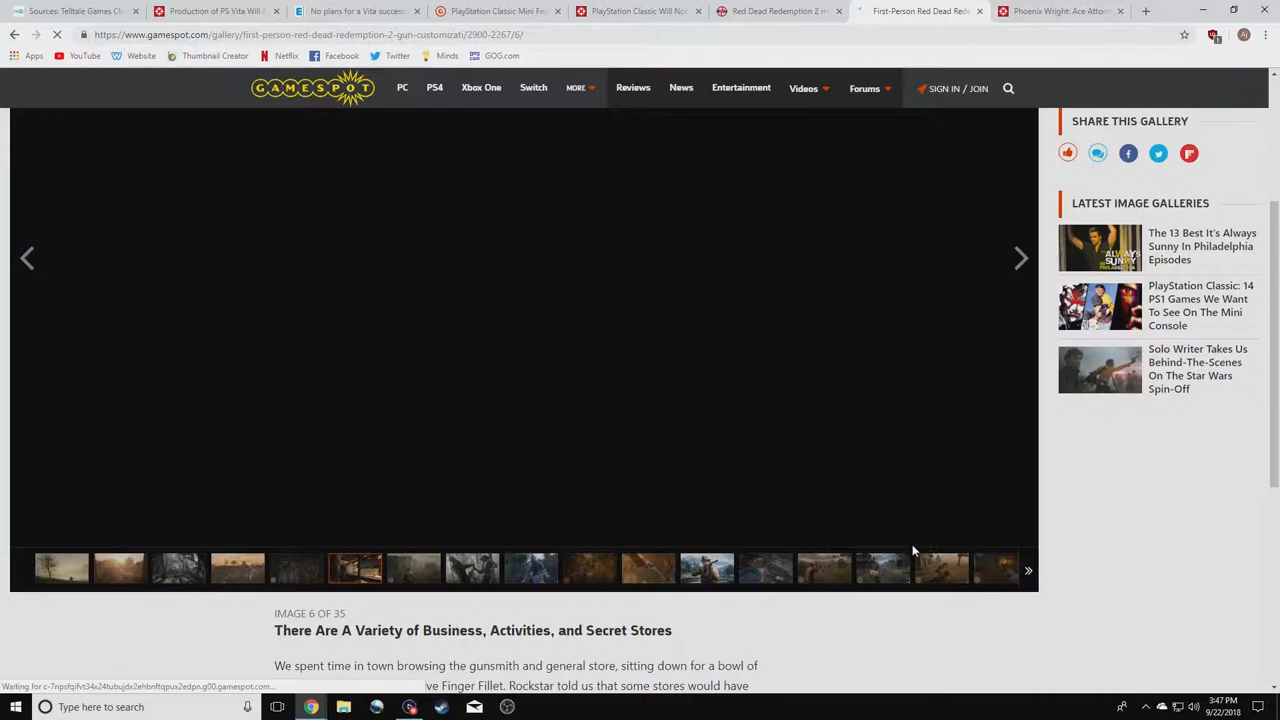 Sources: Telltale Games Cl
Production of PS Vita Will E
No plans for a Vita success
PlayStation Classic Mini Fea
PlayStation Classic Will Not
Red Dead Redemption 2 m
First-Person Red Dead Rede
Phoenix Wright: Ace Attorn
https://www.gamespot.com/gallery/first-person-red-dead-redemption-2-gun-customizati/2900-2267/6/
Apps YouTube Website Thumbnail Creator Netflix Facebook Twitter Minds GOG.com
GAMESPOT PC PS4 Xbox One Switch MORE Reviews News Entertainment Videos Forums SIGN IN / JOIN
SHARE THIS GALLERY
LATEST IMAGE GALLERIES
The 13 Best It's Always
Sunny In Philadelphia
Episodes
PlayStation Classic: 14
PS1 Games We Want
To See On The Mini
Console
Solo Writer Takes Us
Behind-The-Scenes
On The Star Wars
Spin-Off
IMAGE 6 OF 35
There Are A Variety of Business, Activities, and Secret Stores
We spent time in town browsing the gunsmith and general store, sitting down for a bowl of
ve Finger Fillet. Rockstar told us that some stores would have
Type here to search
3:47 PM
9/22/2018